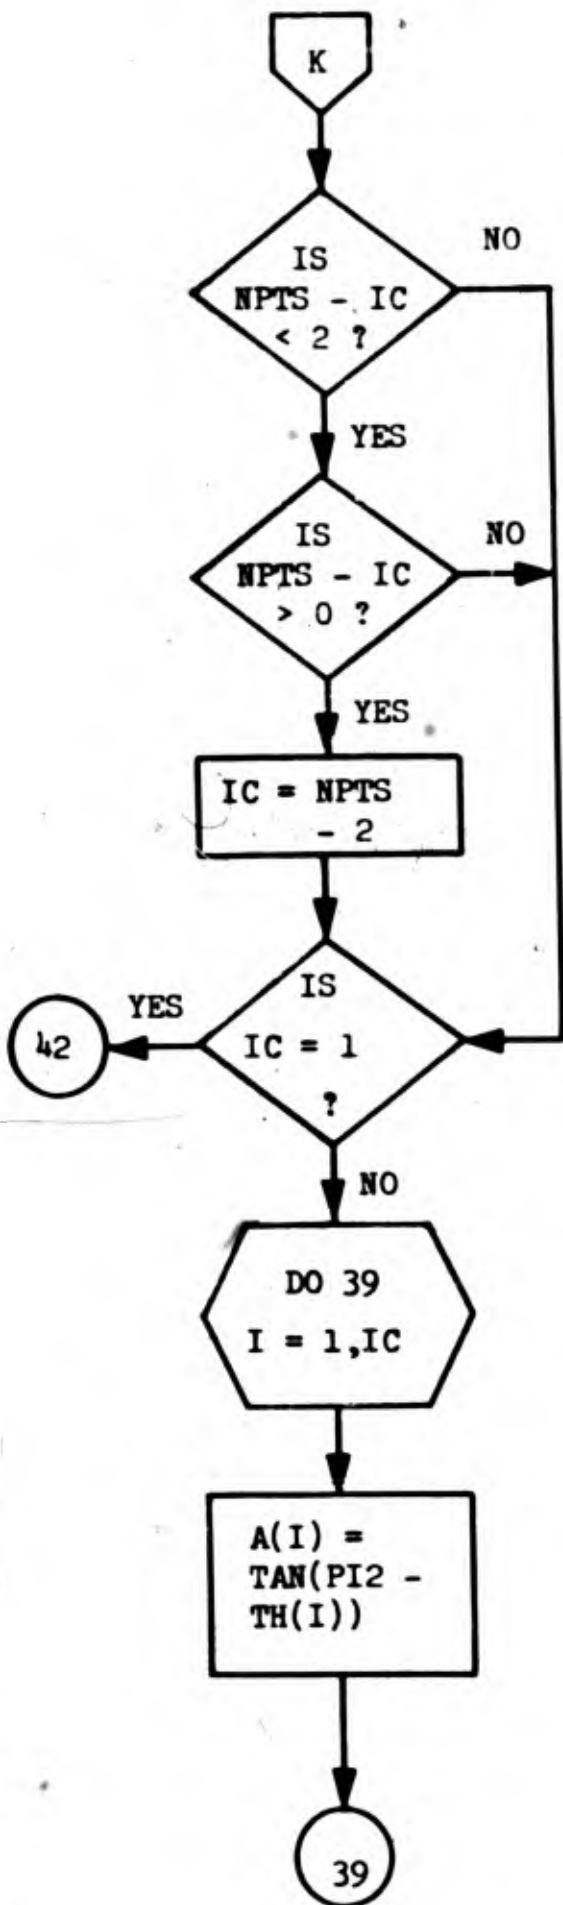 K
IS
NO
NPTS - IC
< 2 ?
YES
IS
NO
NPTS - IC
> 0 ?
YES
IC = NPTS
- 2
IS
YES
42
IC = 1
?
NO
DO 39
I = 1,IC
A(I) =
TAN(PI2 -
TH(I))
39